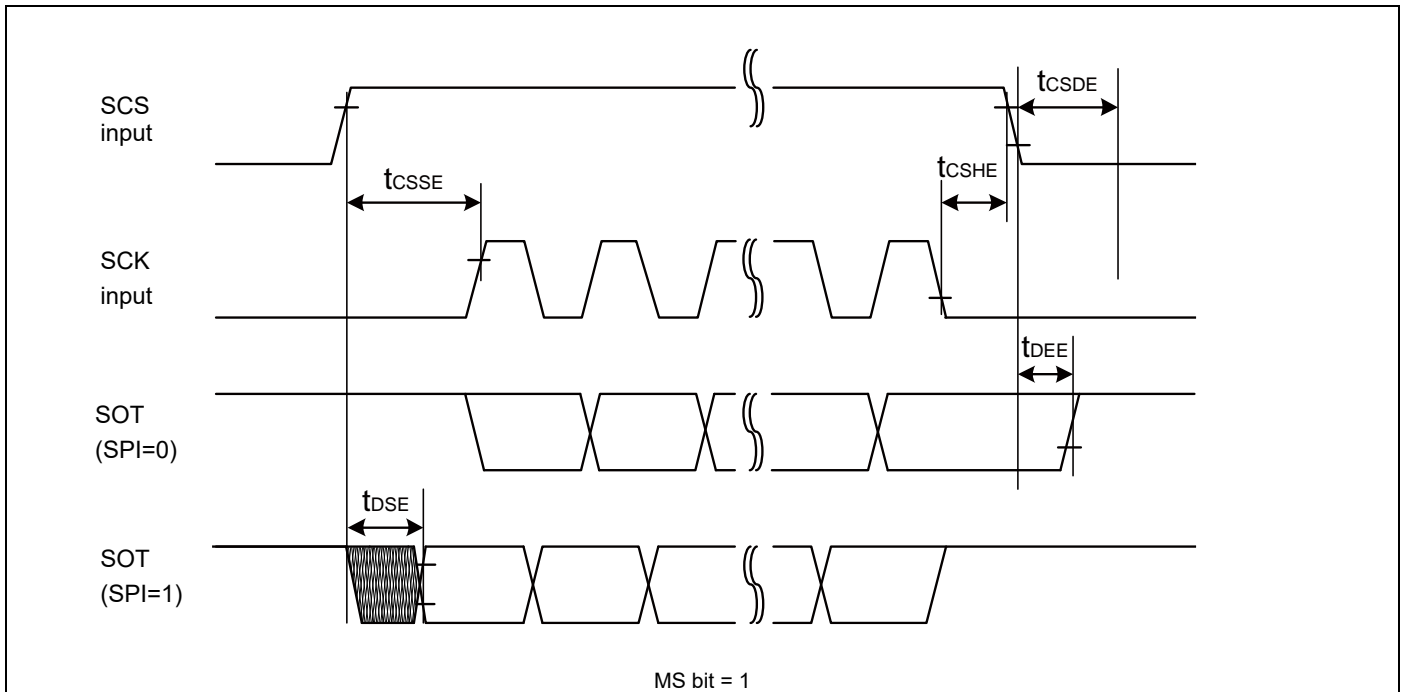 SCS
input
tCSDE
tCSSE
tCSHE
SCK
input
tDEE
SOT
(SPI=0)
tDSE
SOT
(SPI=1)
MS bit = 1